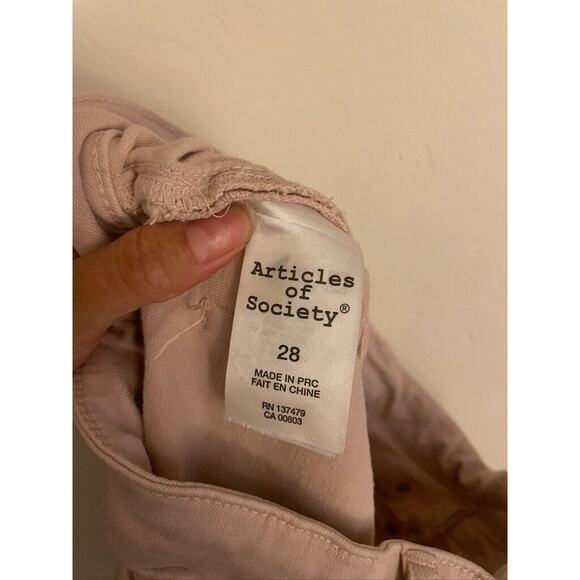 Articles
of
Society®
28
MADE IN PRC
FAIT EN CHINE
RN 137479
CA 00803